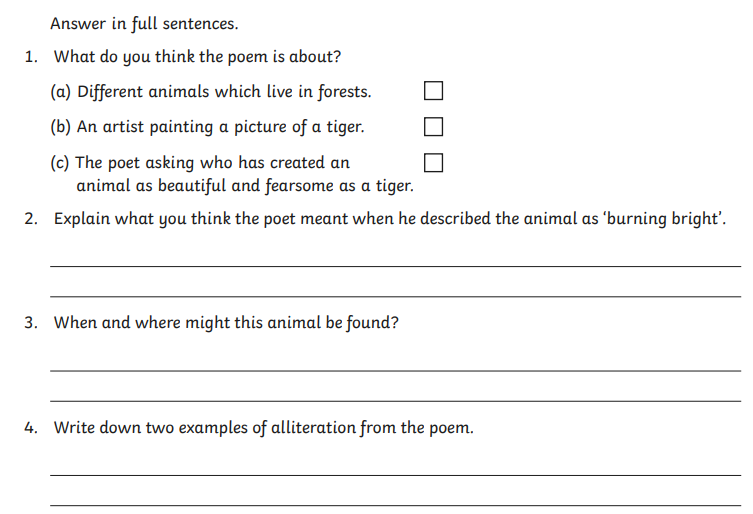 Answer in full sentences.
1. What do you think the poem is about?
(a) Different animals which live in forests.
(b) An artist painting a picture of a tiger.
(c) The poet asking who has created an
animal as beautiful and fearsome as a tiger.
2. Explain what you think the poet meant when he described the animal as ‘burning bright’.
3. When and where might this animal be found?
4. Write down two examples of alliteration from the poem.